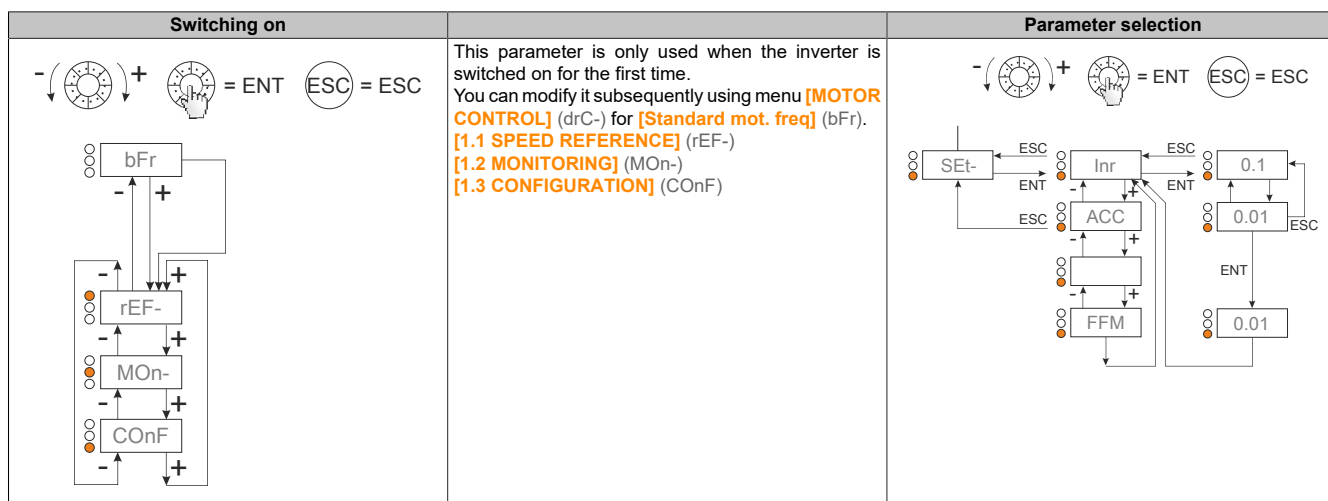 Switching on
Parameter selection
- + = ENT ESC = ESC
bFr
- +
- +
rEF-
- +
MOn-
- +
COnF
- +
This parameter is only used when the inverter is
switched on for the first time.
You can modify it subsequently using menu [MOTOR
CONTROL] (drC-) for [Standard mot. freq] (bFr).
[1.1 SPEED REFERENCE] (rEF-)
[1.2 MONITORING] (MOn-)
[1.3 CONFIGURATION] (COnF)
- + = ENT ESC = ESC
ESC ESC
SEt- Inr 0.1
ENT ENT
- +
ESC ACC 0.01 ESC
- +
ENT
- +
FFM 0.01